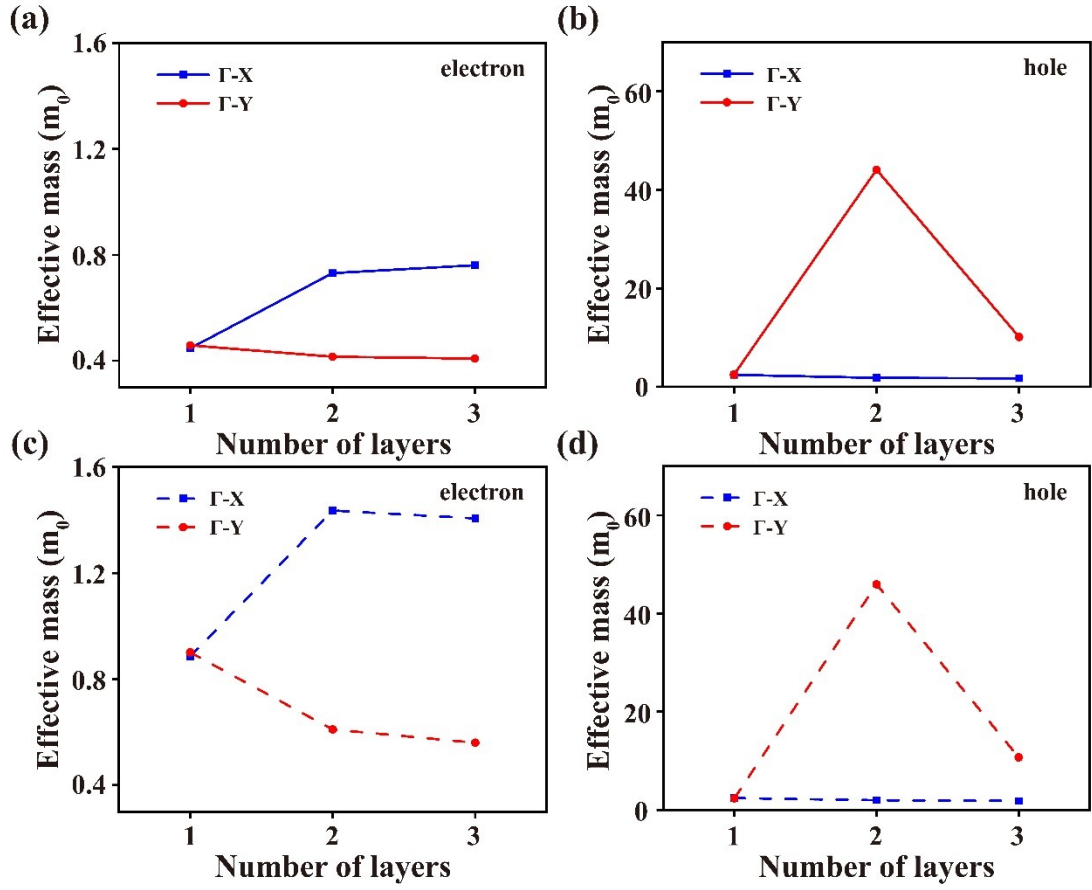 (a)
1.6
1.2
0.8
0.4
Effective mass (m₀)
Γ-X
Γ-Y
electron
1 2 3
Number of layers
(b)
60
40
20
0
Effective mass (m₀)
Γ-X
Γ-Y
hole
1 2 3
Number of layers
(c)
1.6
1.2
0.8
0.4
Effective mass (m₀)
Γ-X
Γ-Y
electron
1 2 3
Number of layers
(d)
60
40
20
0
Effective mass (m₀)
Γ-X
Γ-Y
hole
1 2 3
Number of layers